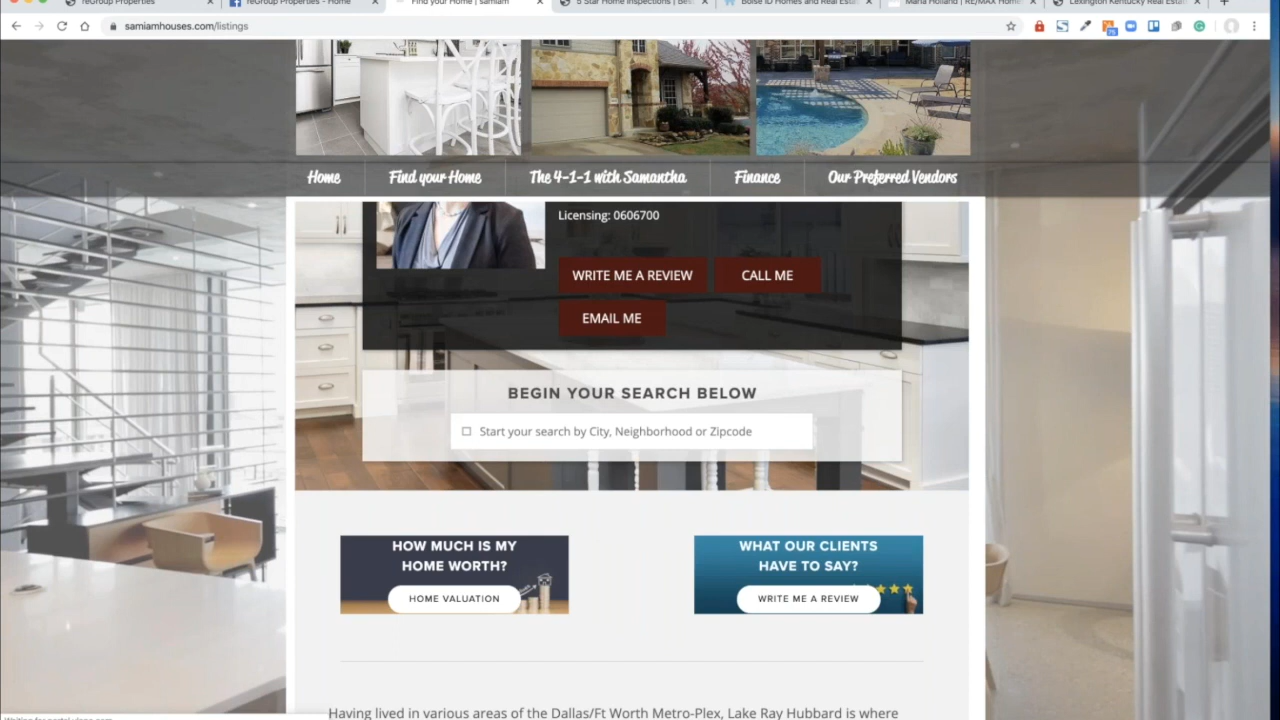 reGroup Properties
reGroup Properties - Home
Find your Home | samiam
5 Star Home Inspections | Bes
Boise ID Homes and Real Esta
Maria Holland | RE/MAX Home
Lexington Kentucky Real Esta
samiamhouses.com/listings
75
Home
Find your Home
The 4-1-1 with Samantha
Finance
Our Preferred Vendors
Licensing: 0606700
WRITE ME A REVIEW
CALL ME
EMAIL ME
BEGIN YOUR SEARCH BELOW
Start your search by City, Neighborhood or Zipcode
HOW MUCH IS MY
HOME WORTH?
HOME VALUATION
WHAT OUR CLIENTS
HAVE TO SAY?
WRITE ME A REVIEW
Having lived in various areas of the Dallas/Ft Worth Metro-Plex, Lake Ray Hubbard is where